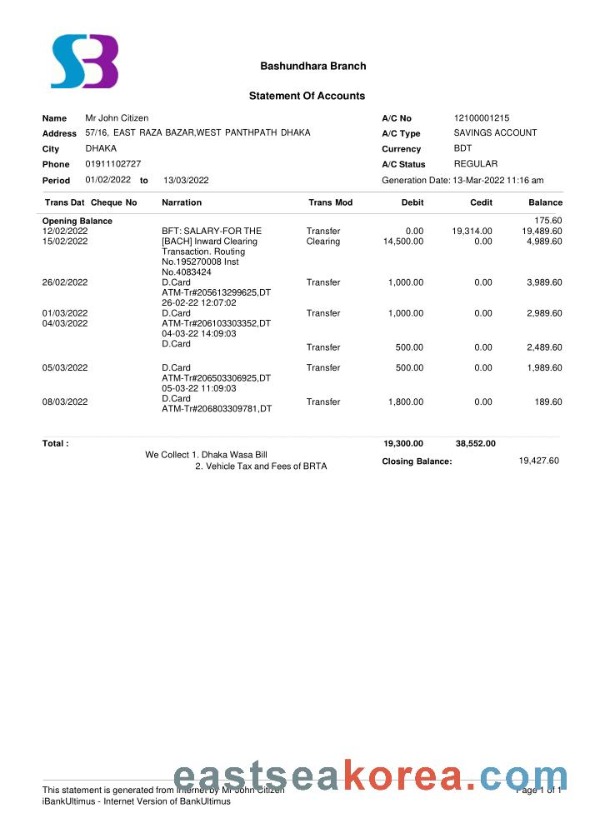 SB
Bashundhara Branch
Statement Of Accounts
Name Mr John Citizen A/C No 12100001215
Address 57/16, EAST RAZA BAZAR,WEST PANTHPATH DHAKA A/C Type SAVINGS ACCOUNT
City DHAKA Currency BDT
Phone 01911102727 A/C Status REGULAR
Period 01/02/2022 to 13/03/2022 Generation Date: 13-Mar-2022 11:16 am
Trans Dat Cheque No Narration Trans Mod Debit Cedit Balance
Opening Balance 175.60
12/02/2022 BFT: SALARY-FOR THE Transfer 0.00 19,314.00 19,489.60
15/02/2022 [BACH] Inward Clearing Clearing 14,500.00 0.00 4,989.60
Transaction. Routing
No.195270008 Inst
No.4083424
26/02/2022 D.Card Transfer 1,000.00 0.00 3,989.60
ATM-Tr#205613299625,DT
26-02-22 12:07:02
01/03/2022 D.Card Transfer 1,000.00 0.00 2,989.60
04/03/2022 ATM-Tr#206103303352,DT
04-03-22 14:09:03
D.Card Transfer 500.00 0.00 2,489.60
05/03/2022 D.Card Transfer 500.00 0.00 1,989.60
ATM-Tr#206503306925,DT
05-03-22 11:09:03
08/03/2022 D.Card Transfer 1,800.00 0.00 189.60
ATM-Tr#206803309781,DT
Total : 19,300.00 38,552.00
We Collect 1. Dhaka Wasa Bill Closing Balance: 19,427.60
2. Vehicle Tax and Fees of BRTA
eastseakorea.com
This statement is generated from Internet by Mr John Citizen Page 1 of 1
iBankUltimus - Internet Version of BankUltimus